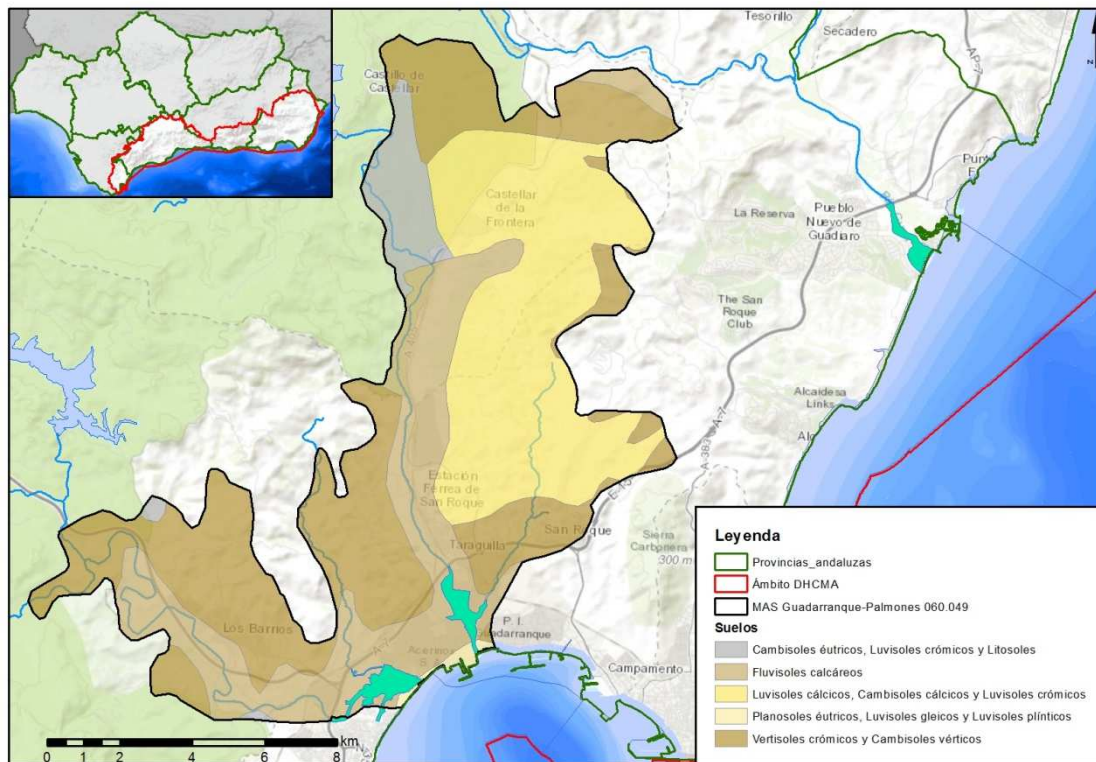 Tesorillo
Secadero
AP-7
z
Castillo de
Castellar
Castellar
de la
Frontera
La Reserva
Pueblo
Nuevo de
Guadiaro
The San
Roque
Club
Alcaidesa
Links
A-383
A-7
E-15
Estación
Férrea de
San Roque
San Roque
Taraguilla
Sierra
Carbonera
300 m
Los Barrios
A-7
P. I.
Guadarranque
Campamento
0 2 4 6 8
km
Leyenda
Provincias_andaluzas
Ámbito DHCMA
MAS Guadarranque-Palmones 060.049
Suelos
Cambisoles éutricos, Luvisoles crómicos y Litosoles
Fluvisoles calcáreos
Luvisoles cálcicos, Cambisoles cálcicos y Luvisoles crómicos
Planosoles éutricos, Luvisoles gleicos y Luvisoles plínticos
Vertisoles crómicos y Cambisoles vérticos